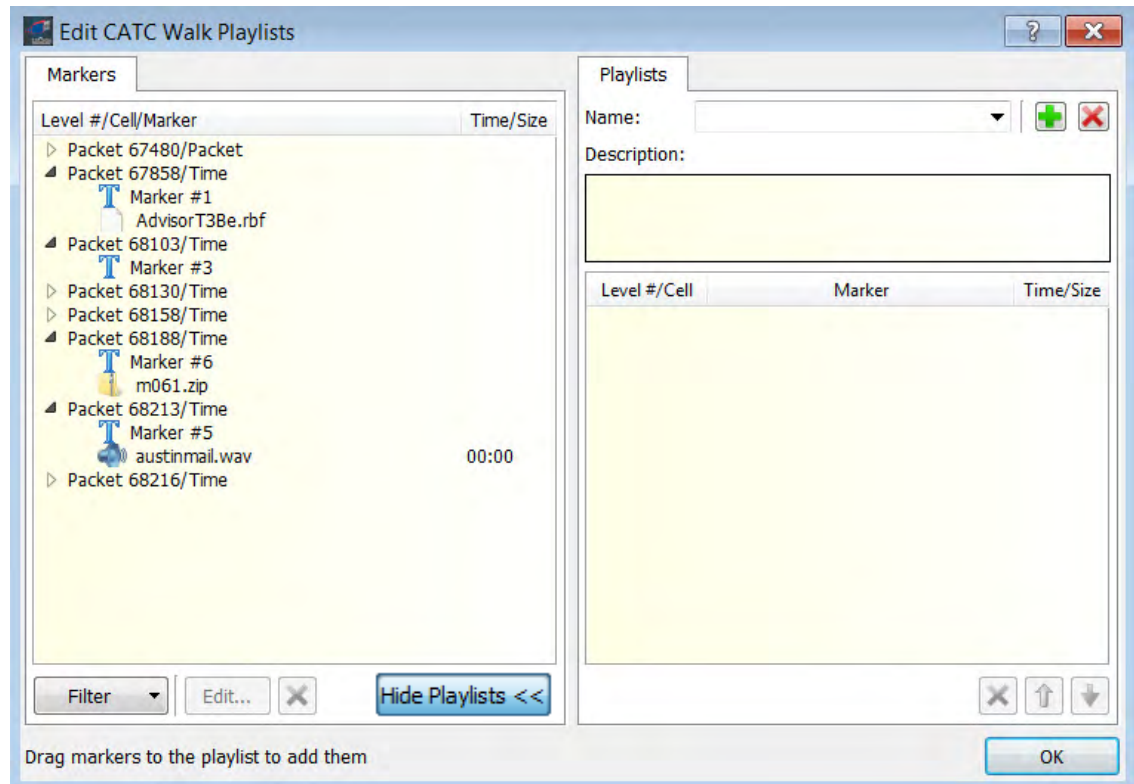 Edit CATC Walk Playlists
Markers
Level #/Cell/Marker Time/Size
Packet 67480/Packet
Packet 67858/Time
Marker #1
AdvisorT3Be.rbf
Packet 68103/Time
Marker #3
Packet 68130/Time
Packet 68158/Time
Packet 68188/Time
Marker #6
m061.zip
Packet 68213/Time
Marker #5
austinmail.wav 00:00
Packet 68216/Time
Filter Edit... Hide Playlists <<
Playlists
Name:
Description:
Level #/Cell Marker Time/Size
Drag markers to the playlist to add them
OK